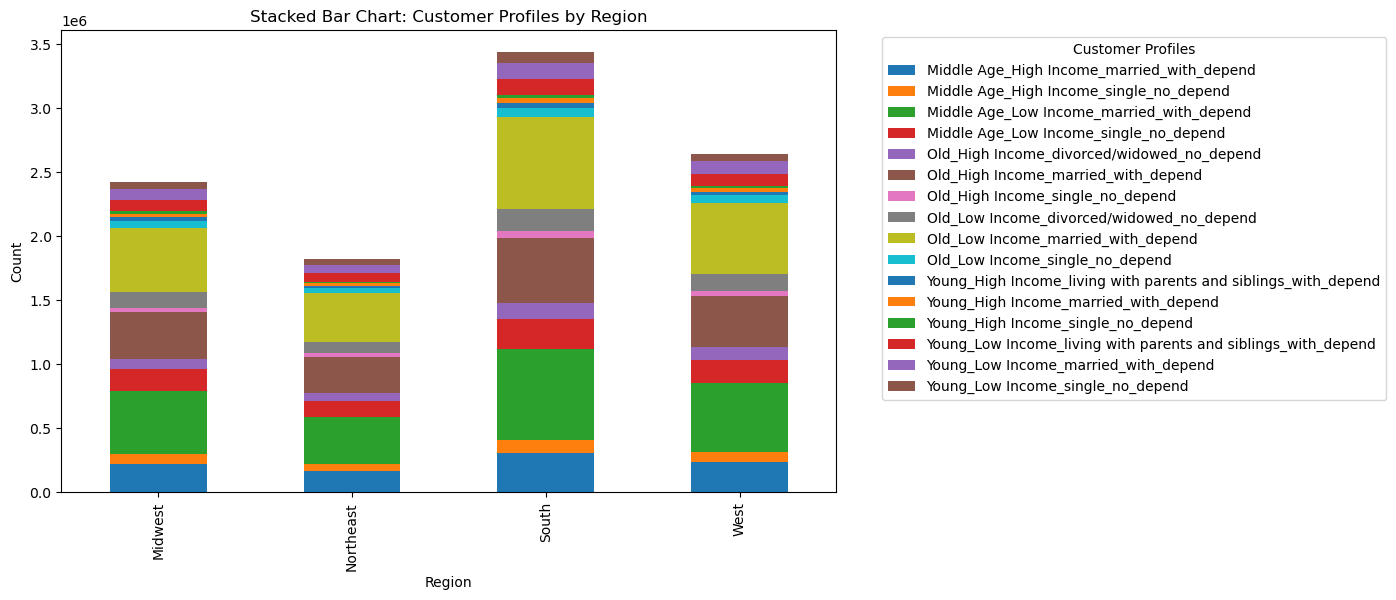 Stacked Bar Chart: Customer Profiles by Region
1e6
3.5
3.0
2.5
2.0
1.5
1.0
0.5
0.0
Count
Midwest
Northeast
South
West
Region
Customer Profiles
Middle Age_High Income_married_with_depend
Middle Age_High Income_single_no_depend
Middle Age_Low Income_married_with_depend
Middle Age_Low Income_single_no_depend
Old_High Income_divorced/widowed_no_depend
Old_High Income_married_with_depend
Old_High Income_single_no_depend
Old_Low Income_divorced/widowed_no_depend
Old_Low Income_married_with_depend
Old_Low Income_single_no_depend
Young_High Income_living with parents and siblings_with_depend
Young_High Income_married_with_depend
Young_High Income_single_no_depend
Young_Low Income_living with parents and siblings_with_depend
Young_Low Income_married_with_depend
Young_Low Income_single_no_depend